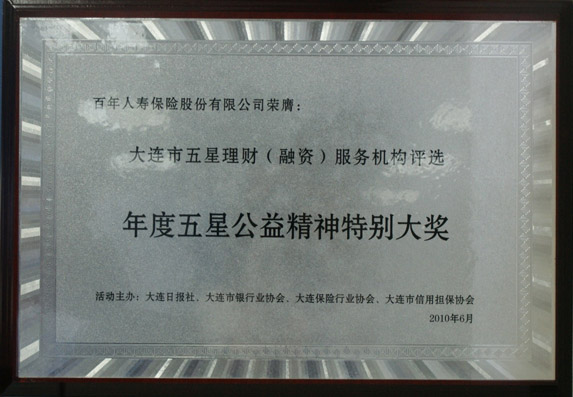 百年人寿保险股份有限公司荣膺：
大连市五星理财（融资）服务机构评选
年度五星公益精神特别大奖
活动主办：大连日报社、大连市银行业协会、大连保险行业协会、大连市信用担保协会
2010年6月